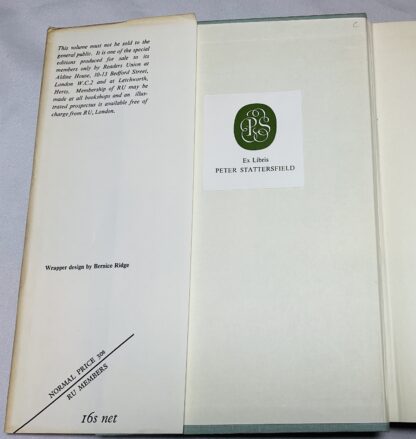 This volume must not be sold to the
general public. It is one of the special
editions produced for sale to its
members only by Readers Union at
Aldine House, 10-13 Bedford Street,
London W.C.2 and at Letchworth,
Herts. Membership of RU may be
made at all bookshops and an illus-
trated prospectus is available free of
charge from RU, London.
Wrapper design by Bernice Ridge
NORMAL PRICE 30s
RU MEMBERS
16s net
PS
Ex Libris
PETER STATTERSFIELD